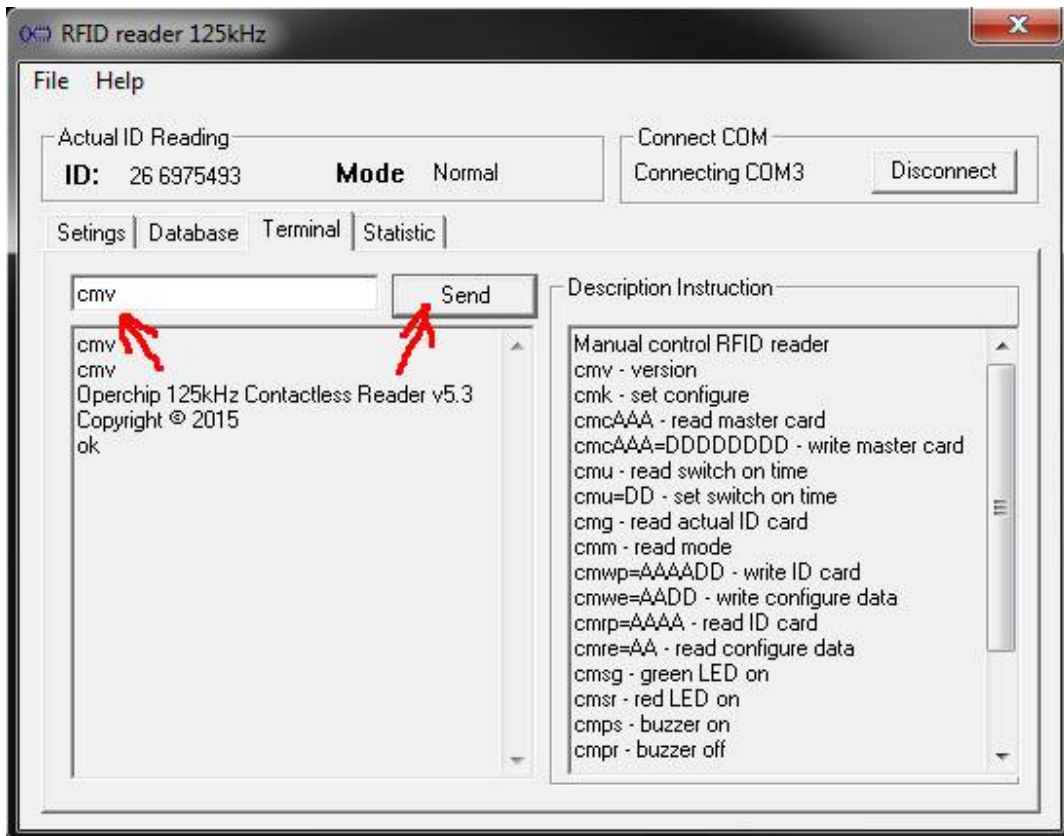 RFID reader 125kHz
File Help
Actual ID Reading
ID: 26 6975493 Mode Normal
Connect COM
Connecting COM3 Disconnect
Setings Database Terminal Statistic
cmv Send
cmv
cmv
Operchip 125kHz Contactless Reader v5.3
Copyright © 2015
ok
Description Instruction
Manual control RFID reader
cmv - version
cmk - set configure
cmcAAA - read master card
cmcAAA=DDDDDDDD - write master card
cmu - read switch on time
cmu=DD - set switch on time
cmg - read actual ID card
cmm - read mode
cmwp=AAAADD - write ID card
cmwe=AADD - write configure data
cmrp=AAAA - read ID card
cmre=AA - read configure data
cmsg - green LED on
cmsr - red LED on
cmps - buzzer on
cmpr - buzzer off